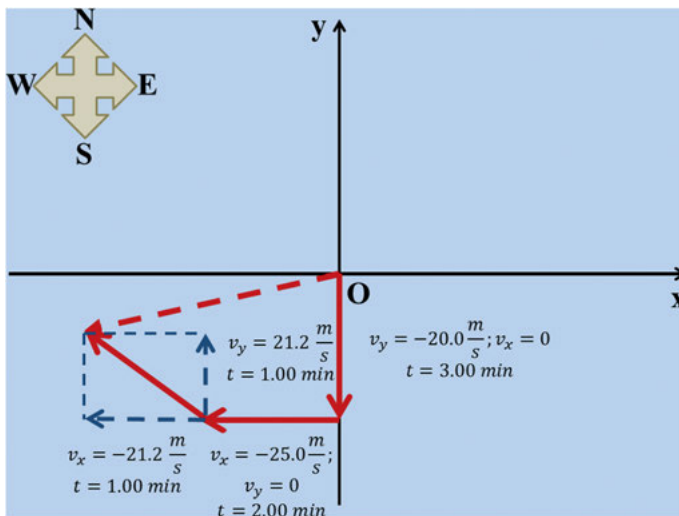 N
y
W E
S
O
x
v_y = 21.2 m/s
t = 1.00 min
v_y = −20.0 m/s; v_x = 0
t = 3.00 min
v_x = −21.2 m/s
t = 1.00 min
v_x = −25.0 m/s;
v_y = 0
t = 2.00 min